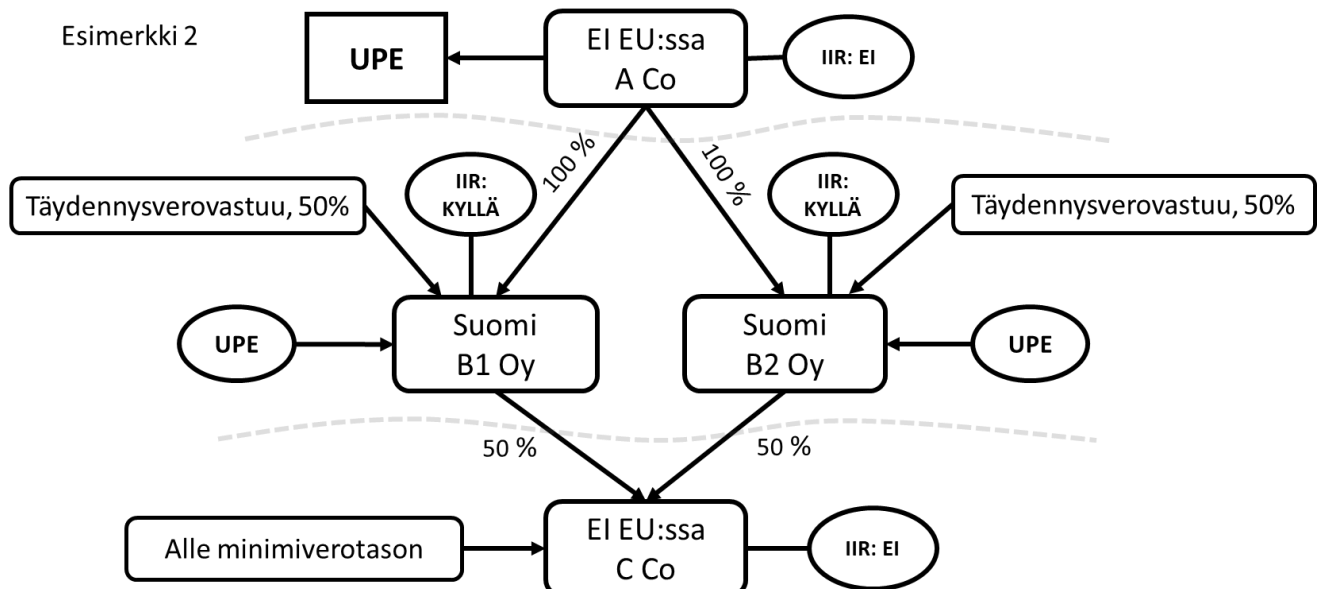 Esimerkki 2
UPE
EI EU:ssa
A Co
IIR: EI
100 %
100 %
Täydennysverovastuu, 50%
IIR:
KYLLÄ
IIR:
KYLLÄ
Täydennysverovastuu, 50%
UPE
Suomi
B1 Oy
Suomi
B2 Oy
UPE
50 %
50 %
Alle minimiverotason
EI EU:ssa
C Co
IIR: EI